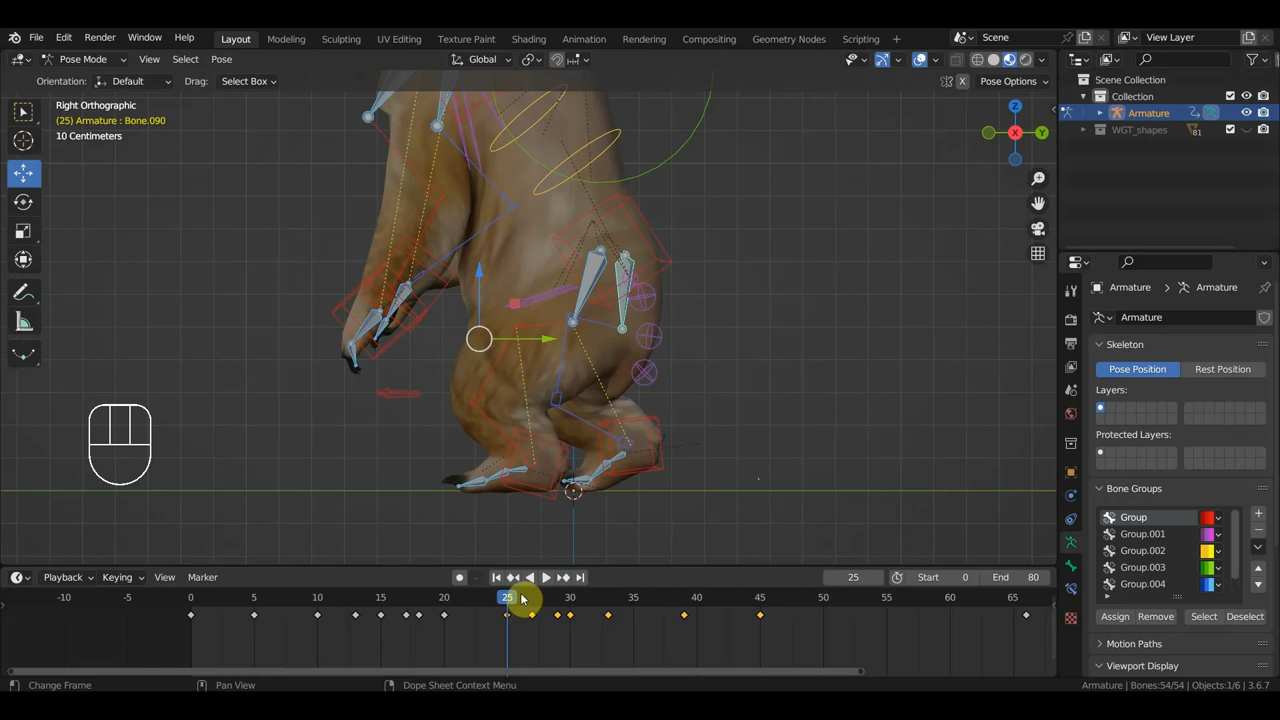 File Edit Render Window Help Layout Modeling Sculpting UV Editing Texture Paint Shading Animation Rendering Compositing Geometry Nodes Scripting + Scene View Layer
Pose Mode View Select Pose Global
Orientation: Default Drag: Select Box X Pose Options
Right Orthographic
(25) Armature : Bone.090
10 Centimeters
Z
Y
X
Scene Collection
Collection
Armature
WGT_shapes 81
Armature > Armature
Armature
Skeleton
Pose Position Rest Position
Layers:
Protected Layers:
Bone Groups
Group
Group.001
Group.002
Group.003
Group.004
Assign Remove Select Deselect
Motion Paths
Viewport Display
Playback Keying View Marker 25 Start 0 End 80
-10 -5 0 5 10 15 20 25 30 35 40 45 50 55 60 65
Change Frame Pan View Dope Sheet Context Menu Armature | Bones:54/54 | Objects:1/6 | 3.6.7